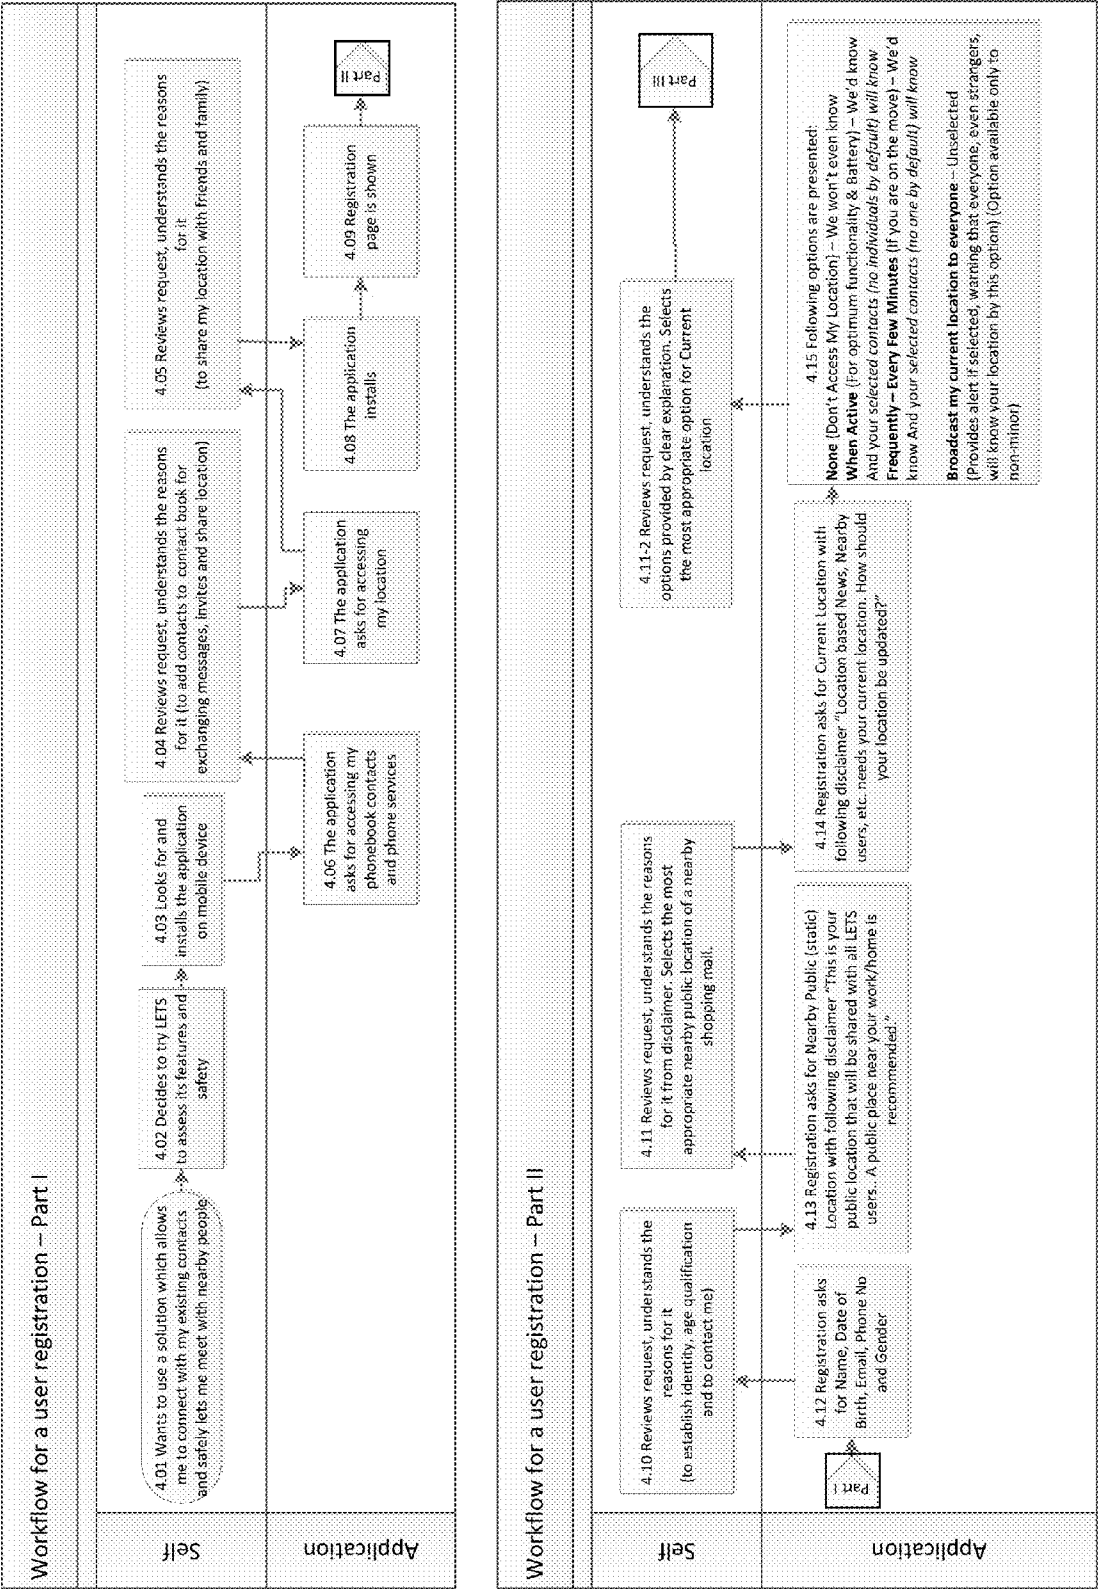 Workflow for a user registration – Part I
Self
4.01 Wants to use a solution which allows
me to connect with my existing contacts
and safely lets me meet with nearby people
4.02 Decides to try LETS
to assess its features and
safety
4.03 Looks for and
installs the application
on mobile device
4.04 Reviews request, understands the reasons
for it (to add contacts to contact book for
exchanging messages, invites and share location)
4.05 Reviews request, understands the reasons
for it
(to share my location with friends and family)
Application
4.06 The application
asks for accessing my
phonebook contacts
and phone services
4.07 The application
asks for accessing
my location
4.08 The application
installs
4.09 Registration
page is shown
Part II
Workflow for a user registration – Part II
Self
4.10 Reviews request, understands the
reasons for it
(to establish identity, age qualification
and to contact me)
4.11 Reviews request, understands the reasons
for it from disclaimer. Selects the most
appropriate nearby public location of a nearby
shopping mall.
4.11-2 Reviews request, understands the
options provided by clear explanation. Selects
the most appropriate option for Current
location
Part III
Application
Part I
4.12 Registration asks
for Name, Date of
Birth, Email, Phone No
and Gender
4.13 Registration asks for Nearby Public (static)
Location with following disclaimer “This is your
public location that will be shared with all LETS
users. A public place near your work/home is
recommended.”
4.14 Registration asks for Current Location with
following disclaimer “Location based News, Nearby
users, etc. needs your current location. How should
your location be updated?”
4.15 Following options are presented:
None (Don't Access My Location) – We won't even know
When Active (For optimum functionality & Battery) – We'd know
And your selected contacts (no individuals by default) will know
Frequently – Every Few Minutes (If you are on the move) – We'd
know And your selected contacts (no one by default) will know
Broadcast my current location to everyone – Unselected
(Provides alert if selected, warning that everyone, even strangers,
will know your location by this option) (Option available only to
non-minor)